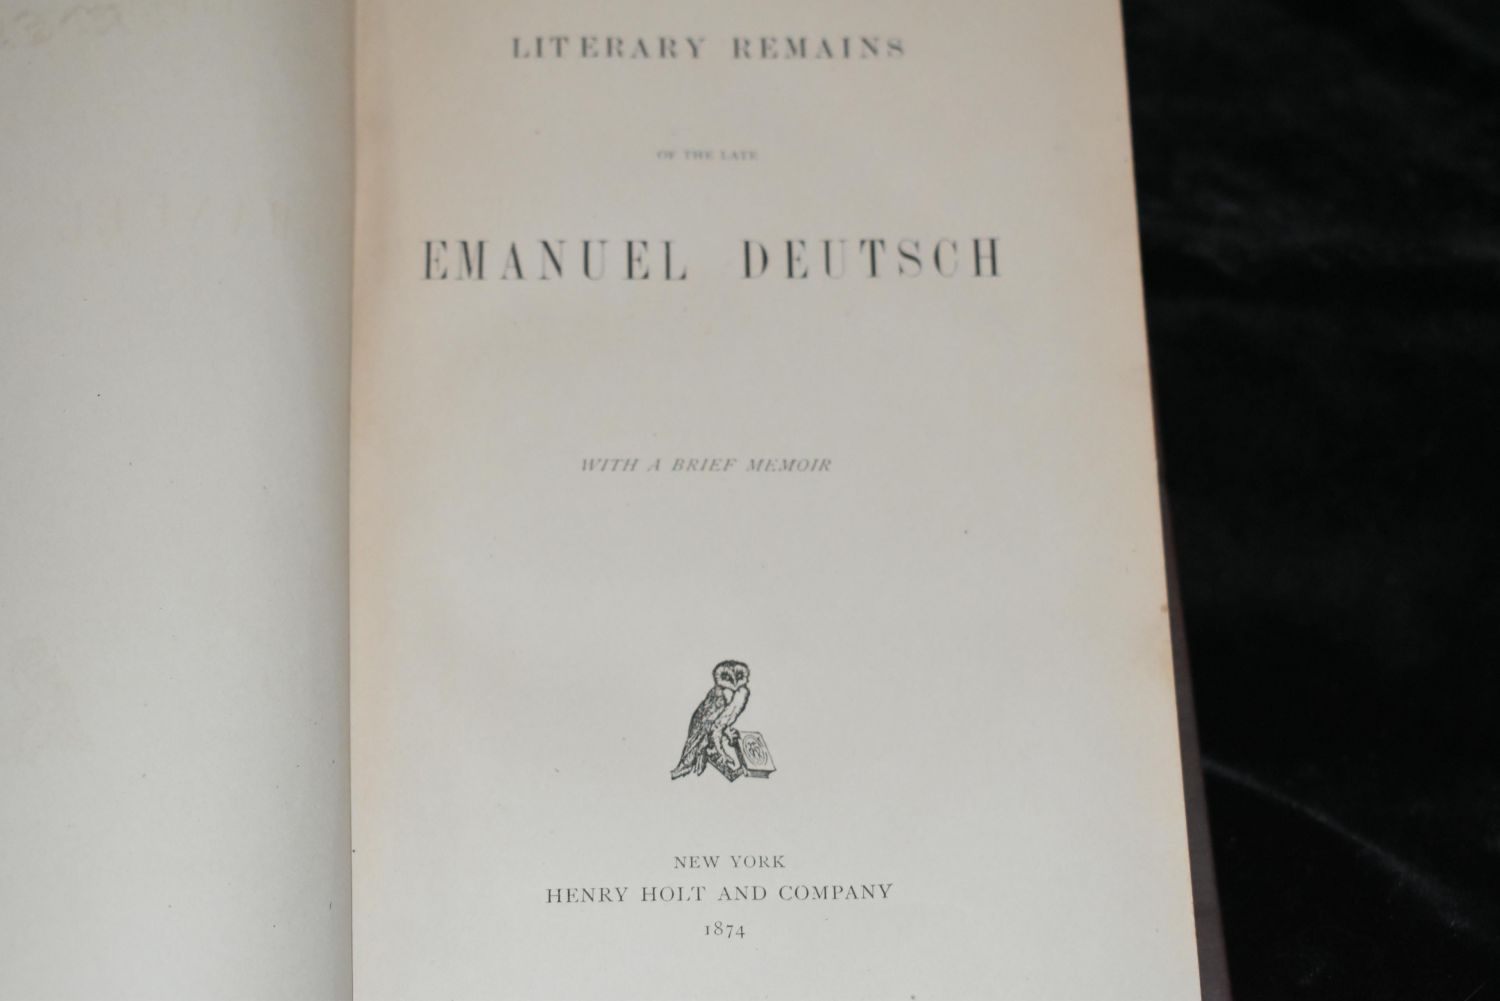 LITERARY REMAINS
OF THE LATE
EMANUEL DEUTSCH
WITH A BRIEF MEMOIR
NEW YORK
HENRY HOLT AND COMPANY
1874